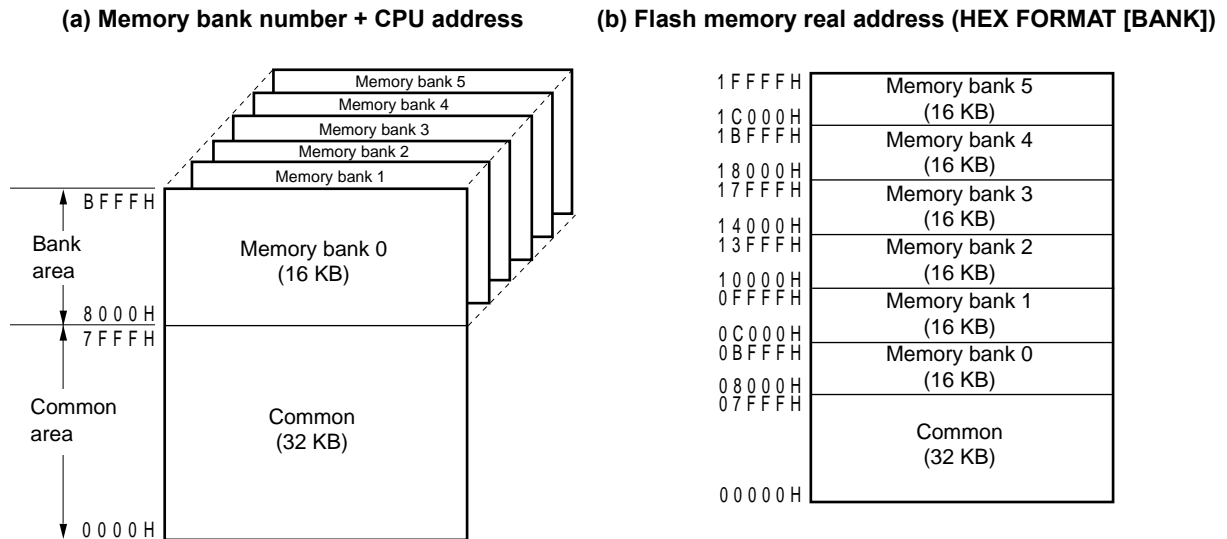 (a) Memory bank number + CPU address
Memory bank 5
Memory bank 4
Memory bank 3
Memory bank 2
Memory bank 1
BFFFH
Bank
area
Memory bank 0
(16 KB)
8000H
7FFFH
Common
area
Common
(32 KB)
0000H
(b) Flash memory real address (HEX FORMAT [BANK])
1FFFFH
Memory bank 5
(16 KB)
1C000H
1BFFFH
Memory bank 4
(16 KB)
18000H
17FFFH
Memory bank 3
(16 KB)
14000H
13FFFH
Memory bank 2
(16 KB)
10000H
0FFFFH
Memory bank 1
(16 KB)
0C000H
0BFFFH
Memory bank 0
(16 KB)
08000H
07FFFH
Common
(32 KB)
00000H